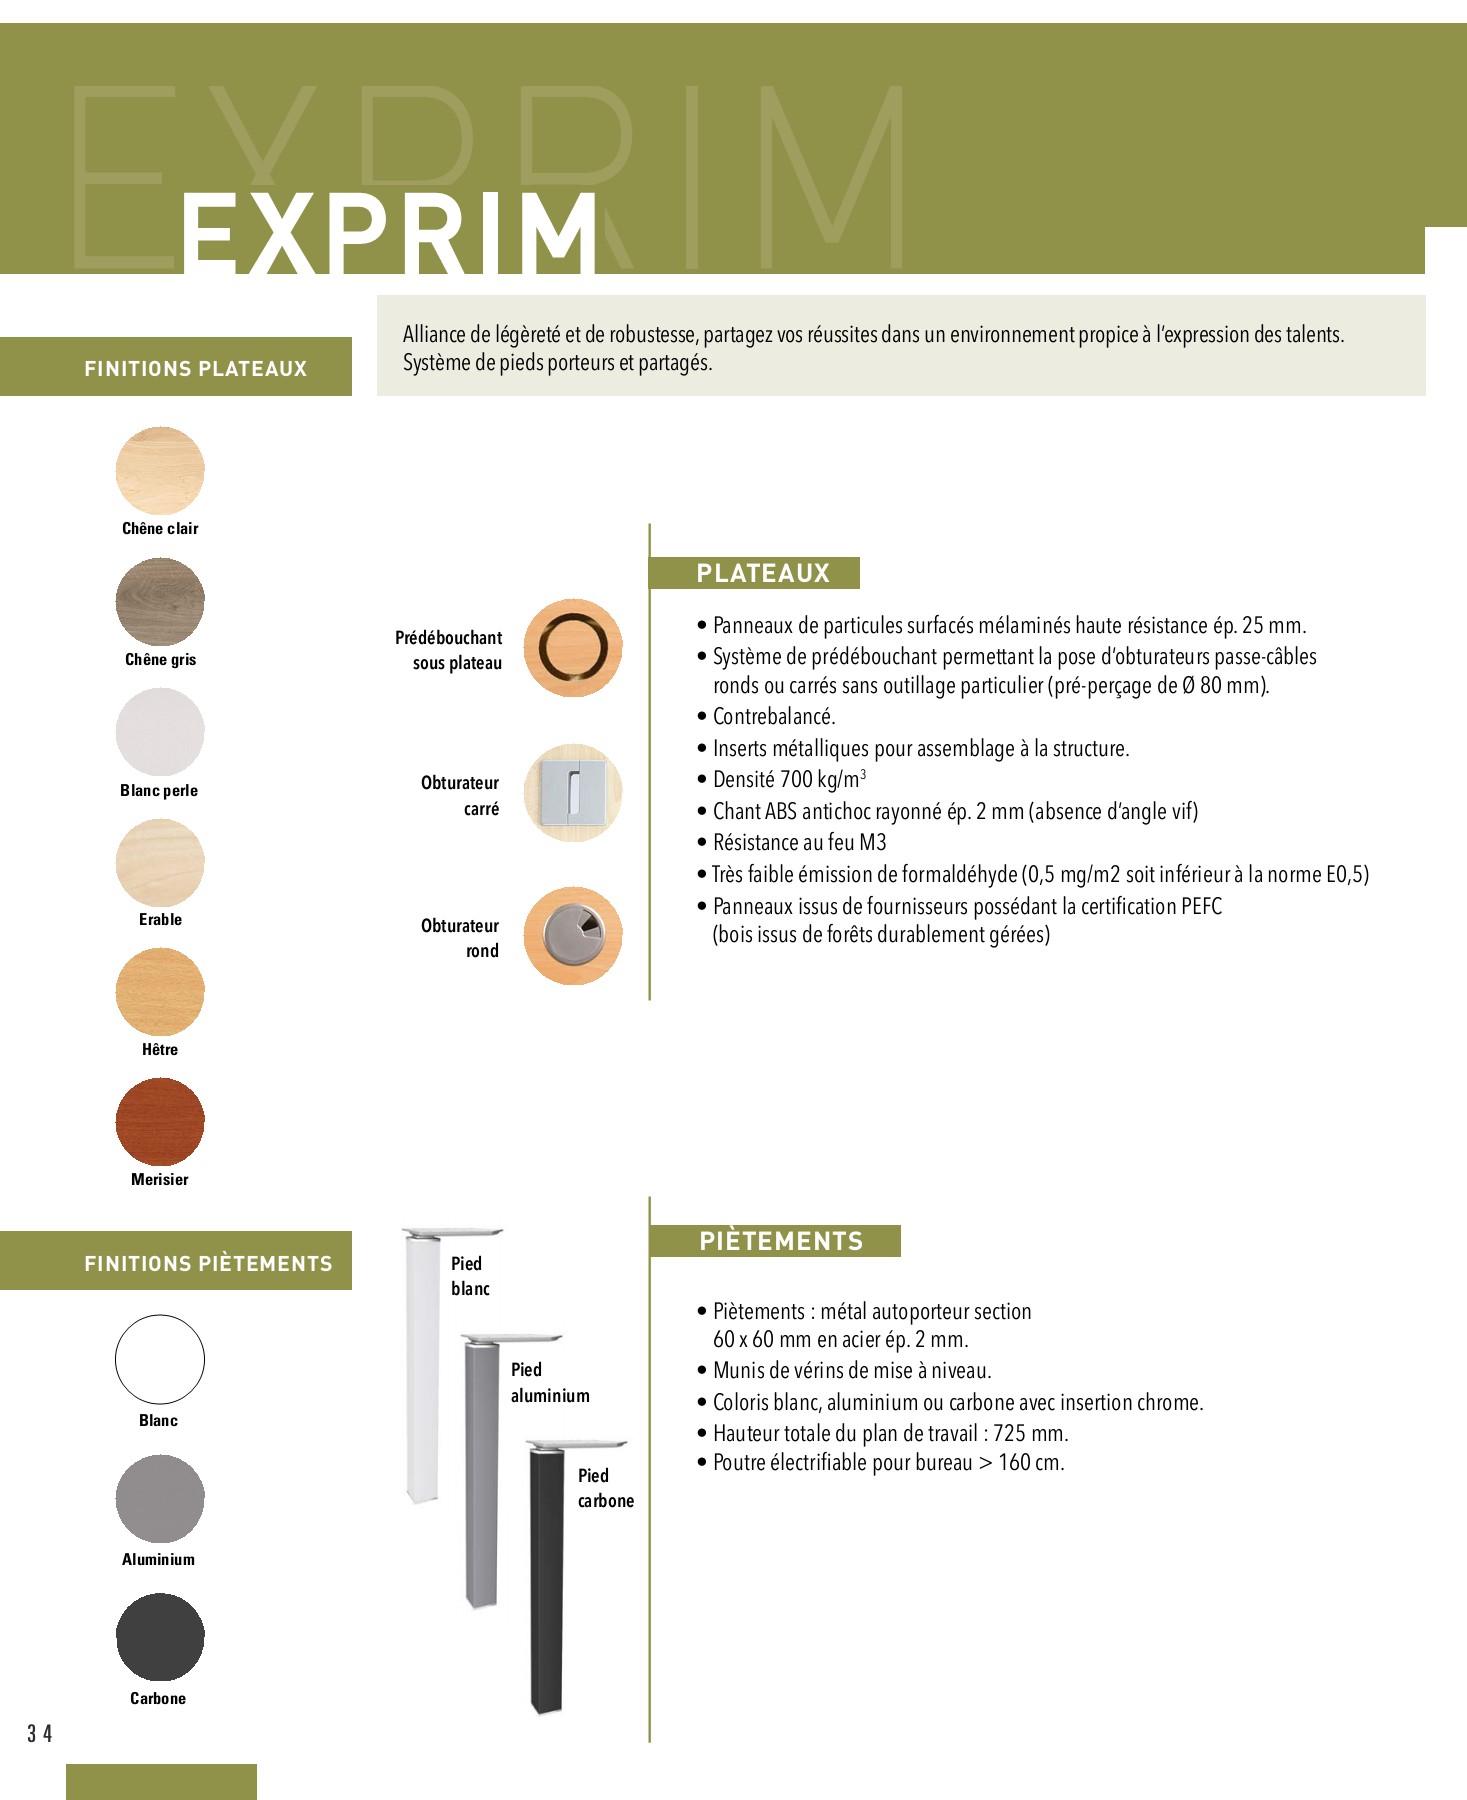 EXPRIM
EXPRIM
Alliance de légèreté et de robustesse, partagez vos réussites dans un environnement propice à l’expression des talents.
Système de pieds porteurs et partagés.
FINITIONS PLATEAUX
Chêne clair
Chêne gris
Blanc perle
Erable
Hêtre
Merisier
Prédébouchant
sous plateau
Obturateur
carré
Obturateur
rond
PLATEAUX
• Panneaux de particules surfacés mélaminés haute résistance ép. 25 mm.
• Système de prédébouchant permettant la pose d’obturateurs passe-câbles
ronds ou carrés sans outillage particulier (pré-perçage de Ø 80 mm).
• Contrebalancé.
• Inserts métalliques pour assemblage à la structure.
• Densité 700 kg/m³
• Chant ABS antichoc rayonné ép. 2 mm (absence d’angle vif)
• Résistance au feu M3
• Très faible émission de formaldéhyde (0,5 mg/m2 soit inférieur à la norme E0,5)
• Panneaux issus de fournisseurs possédant la certification PEFC
(bois issus de forêts durablement gérées)
FINITIONS PIÈTEMENTS
Blanc
Aluminium
Carbone
Pied
blanc
Pied
aluminium
Pied
carbone
PIÈTEMENTS
• Piètements : métal autoporteur section
60 x 60 mm en acier ép. 2 mm.
• Munis de vérins de mise à niveau.
• Coloris blanc, aluminium ou carbone avec insertion chrome.
• Hauteur totale du plan de travail : 725 mm.
• Poutre électrifiable pour bureau > 160 cm.
34